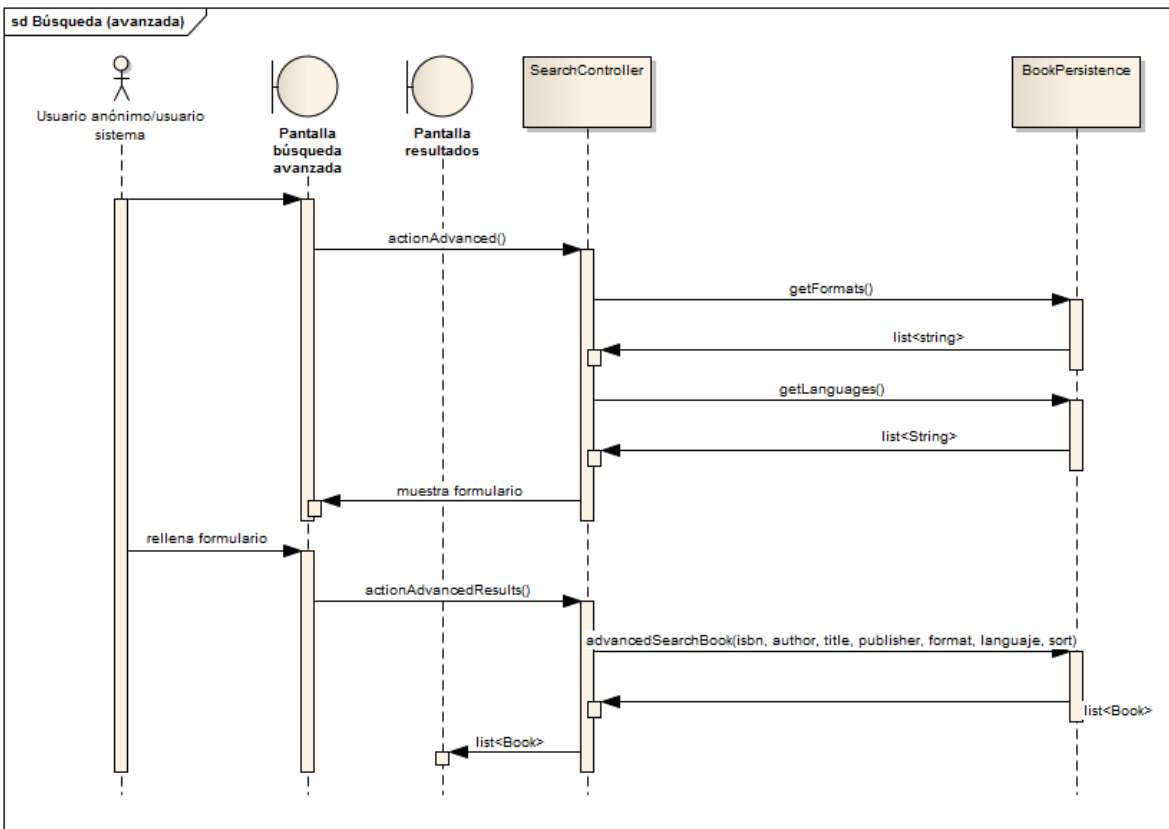 sd Búsqueda (avanzada)
SearchController
BookPersistence
Usuario anónimo/usuario
sistema
Pantalla
búsqueda
avanzada
Pantalla
resultados
actionAdvanced()
getFormats()
list<string>
getLanguages()
list<String>
muestra formulario
rellena formulario
actionAdvancedResults()
advancedSearchBook(isbn, author, title, publisher, format, languaje, sort)
list<Book>
list<Book>